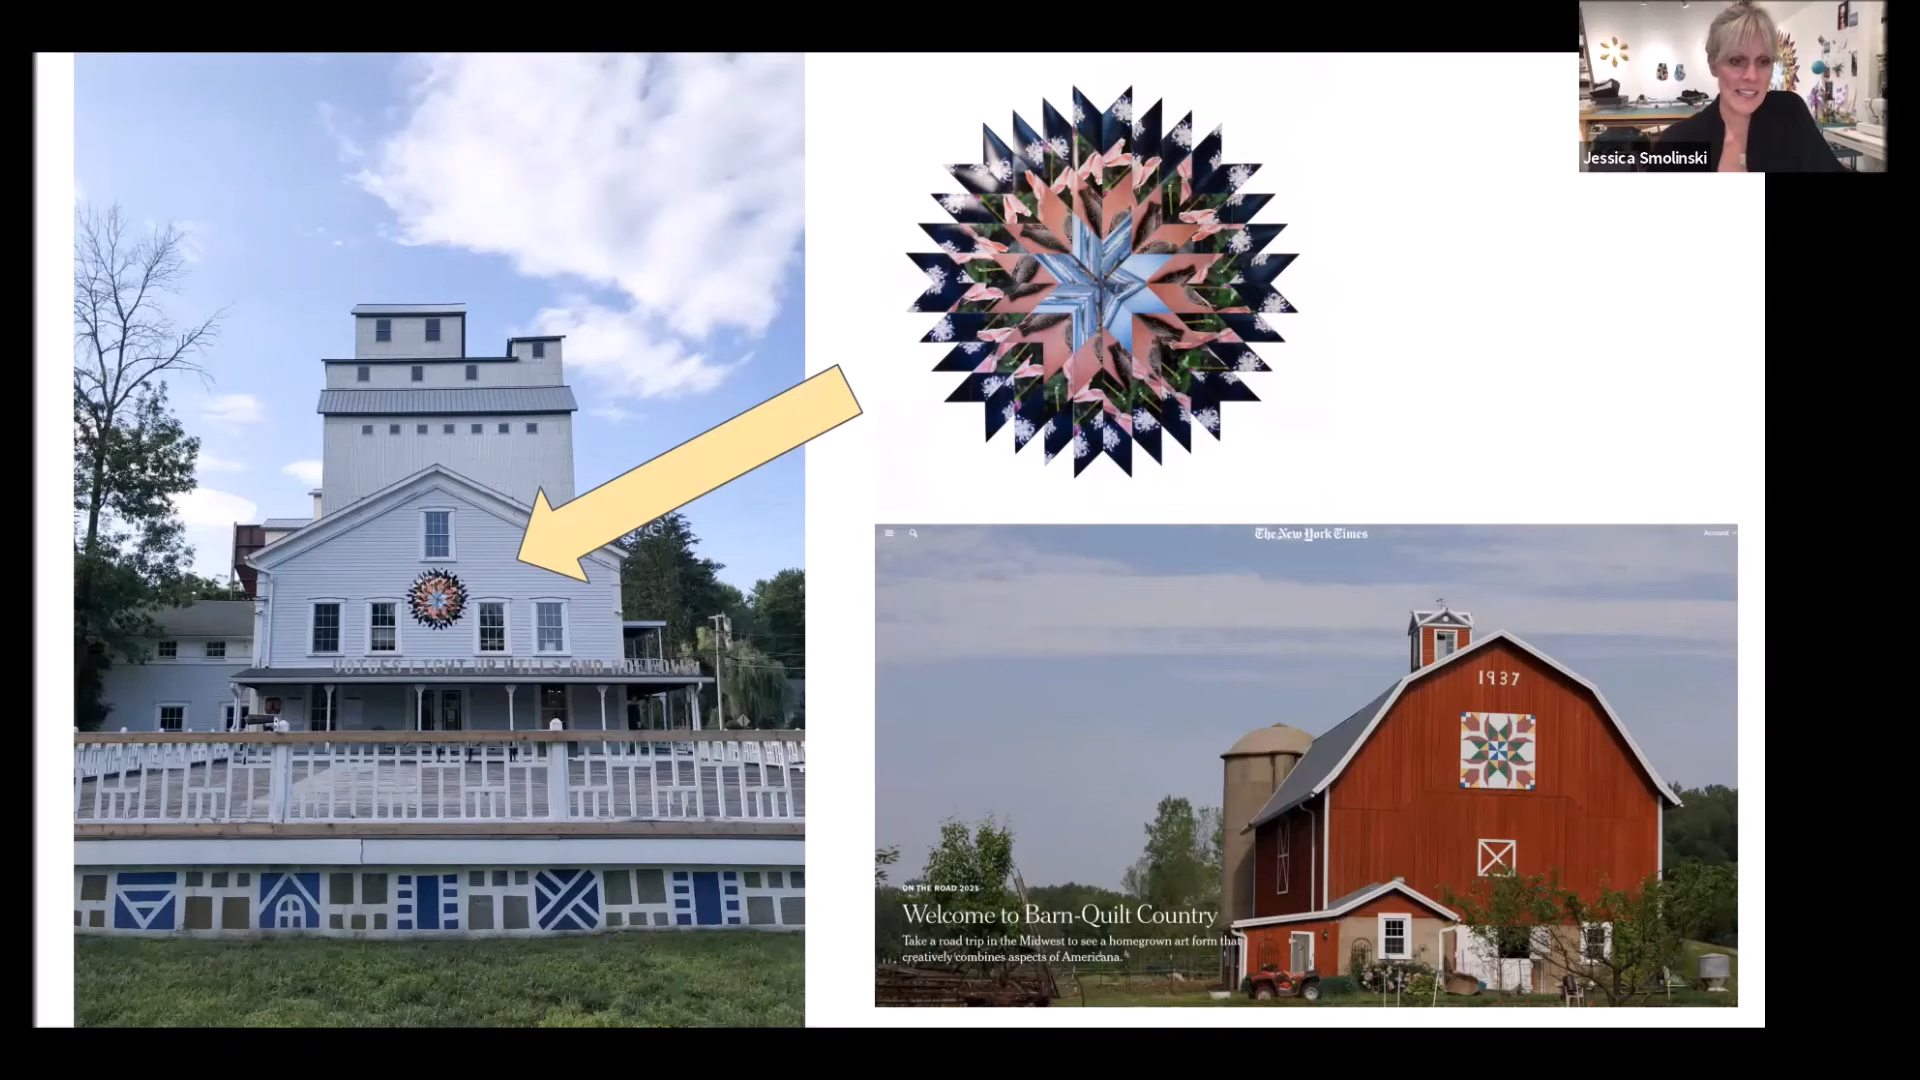 Jessica Smolinski
VOICES LIGHT UP HILLS AND HOLLOWS
The New York Times
Account
1937
ON THE ROAD 2021
Welcome to Barn-Quilt Country
Take a road trip in the Midwest to see a homegrown art form that
creatively combines aspects of Americana.